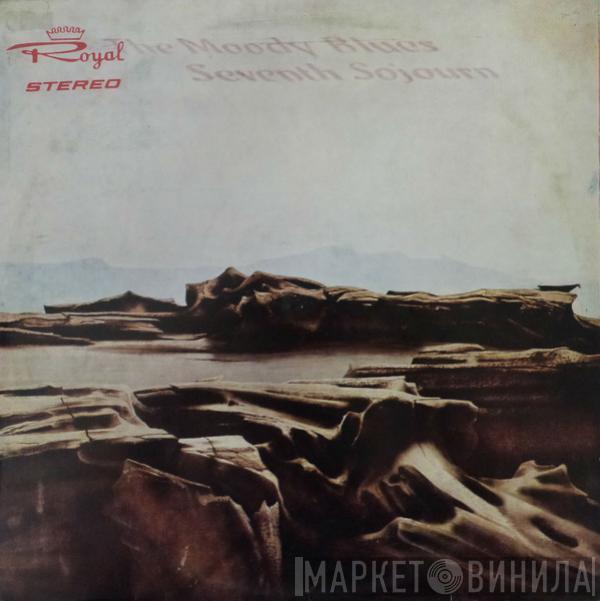 Royal
STEREO
The Moody Blues
Seventh Sojourn
МАРКЕТ ВИНИЛА